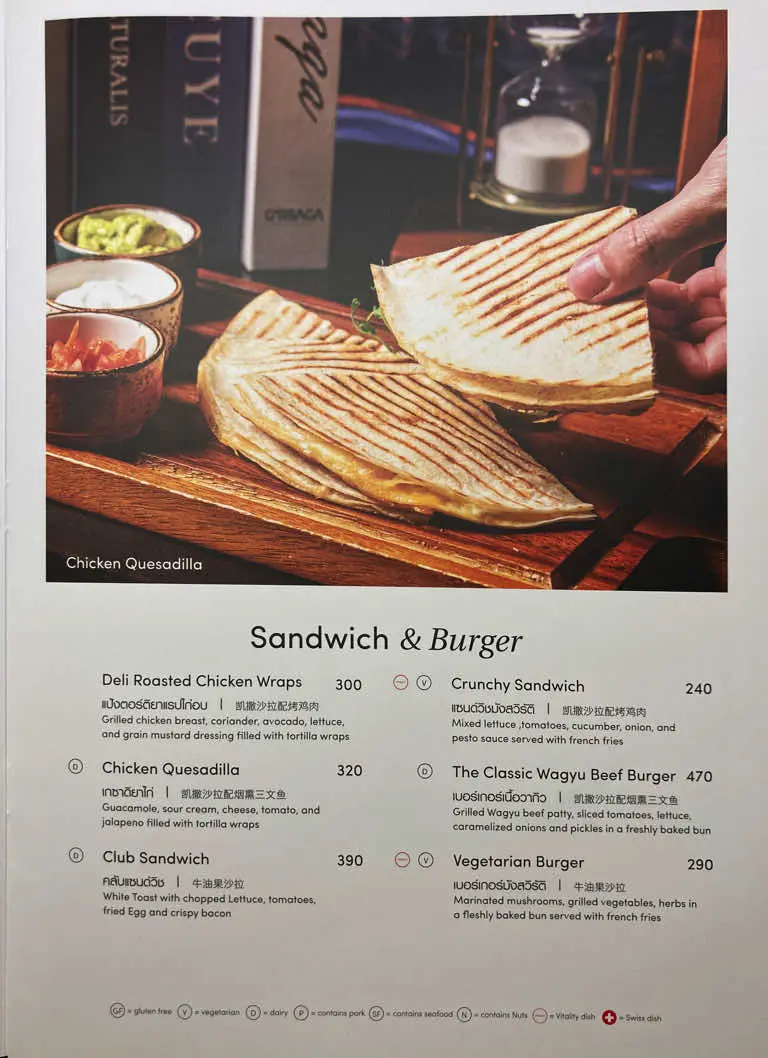 TURALIS
TUYE
nga
Chicken Quesadilla
Sandwich & Burger
Deli Roasted Chicken Wraps 300
แป้งตอร์ติยาแรปไก่อบ | 凯撒沙拉配烤鸡肉
Grilled chicken breast, coriander, avocado, lettuce,
and grain mustard dressing filled with tortilla wraps
D Chicken Quesadilla 320
เกซาดิยาไก่ | 凯撒沙拉配烟熏三文鱼
Guacamole, sour cream, cheese, tomato, and
jalapeno filled with tortilla wraps
D Club Sandwich 390
คลับแซนด์วิช | 牛油果沙拉
White Toast with chopped Lettuce, tomatoes,
fried Egg and crispy bacon
V Crunchy Sandwich 240
แซนด์วิชมังสวิรัติ | 凯撒沙拉配烤鸡肉
Mixed lettuce ,tomatoes, cucumber, onion, and
pesto sauce served with french fries
D The Classic Wagyu Beef Burger 470
เบอร์เกอร์เนื้อวากิว | 凯撒沙拉配烟熏三文鱼
Grilled Wagyu beef patty, sliced tomatoes, lettuce,
caramelized onions and pickles in a freshly baked bun
V Vegetarian Burger 290
เบอร์เกอร์มังสวิรัติ | 牛油果沙拉
Marinated mushrooms, grilled vegetables, herbs in
a fleshly baked bun served with french fries
GF = gluten free V = vegetarian D = dairy P = contains pork SF = contains seafood N = contains Nuts = Vitality dish = Swiss dish